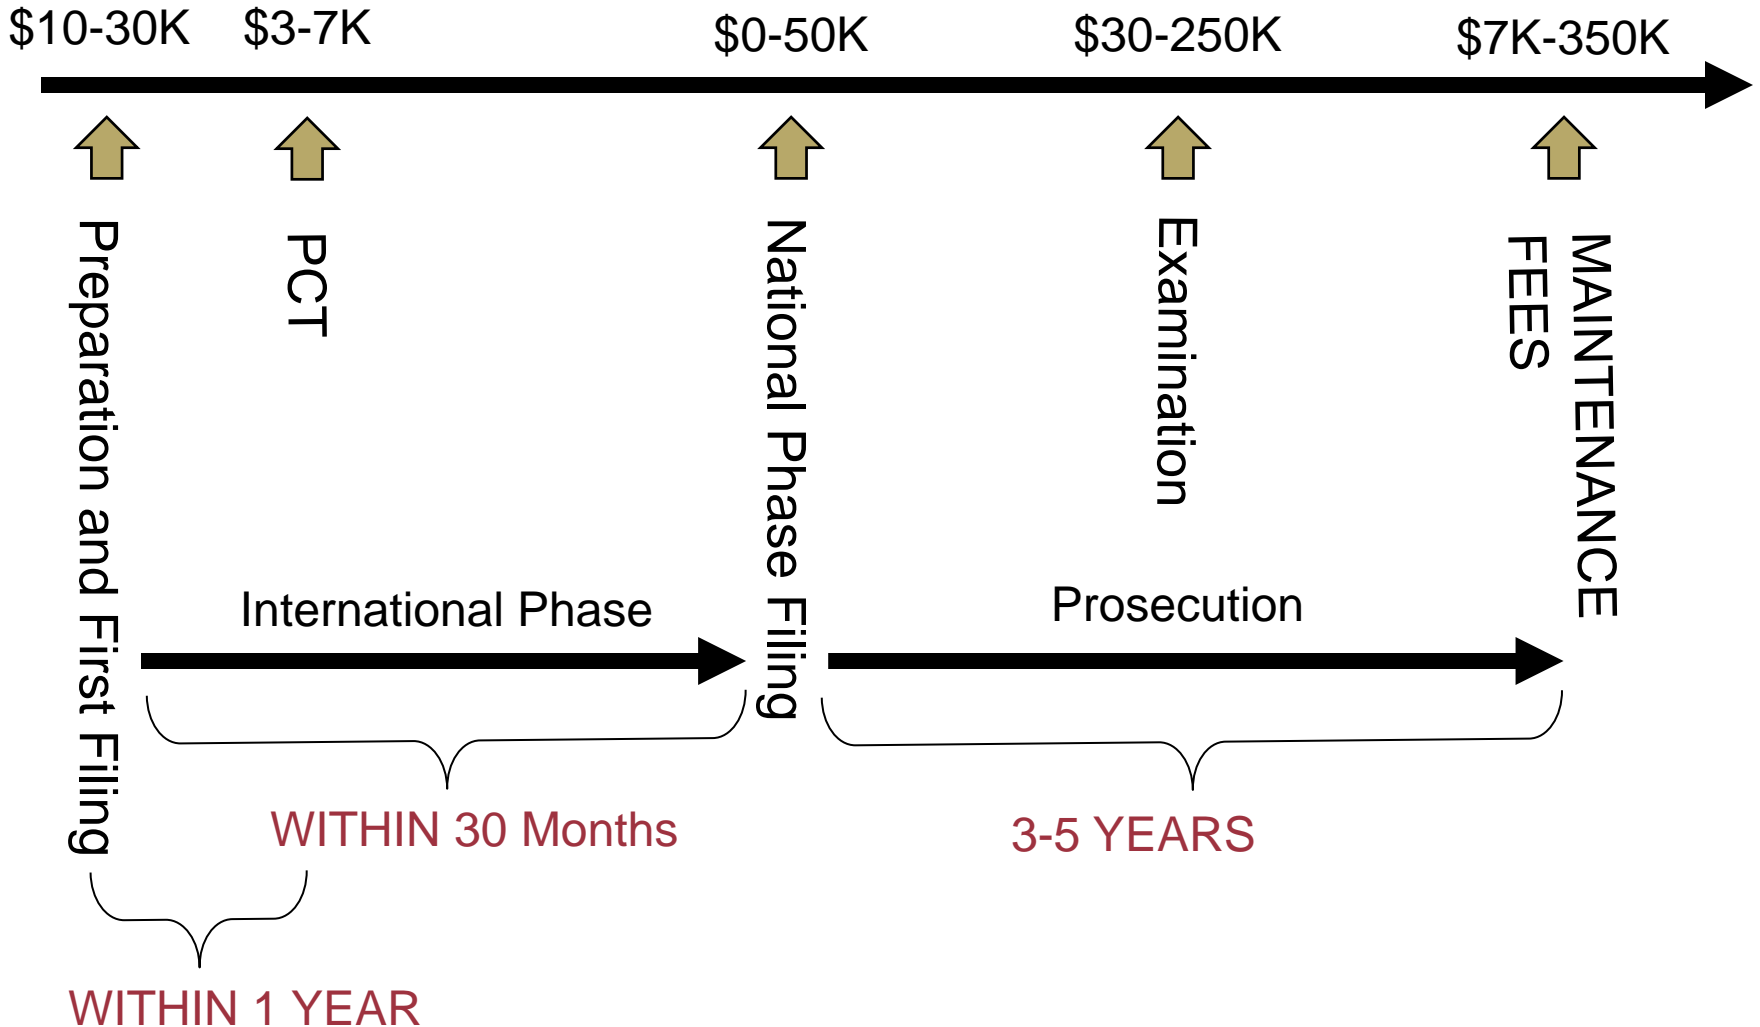 $10-30K
$3-7K
$0-50K
$30-250K
$7K-350K
Preparation and First Filing
PCT
National Phase Filing
Examination
MAINTENANCE
FEES
International Phase
Prosecution
WITHIN 30 Months
3-5 YEARS
WITHIN 1 YEAR